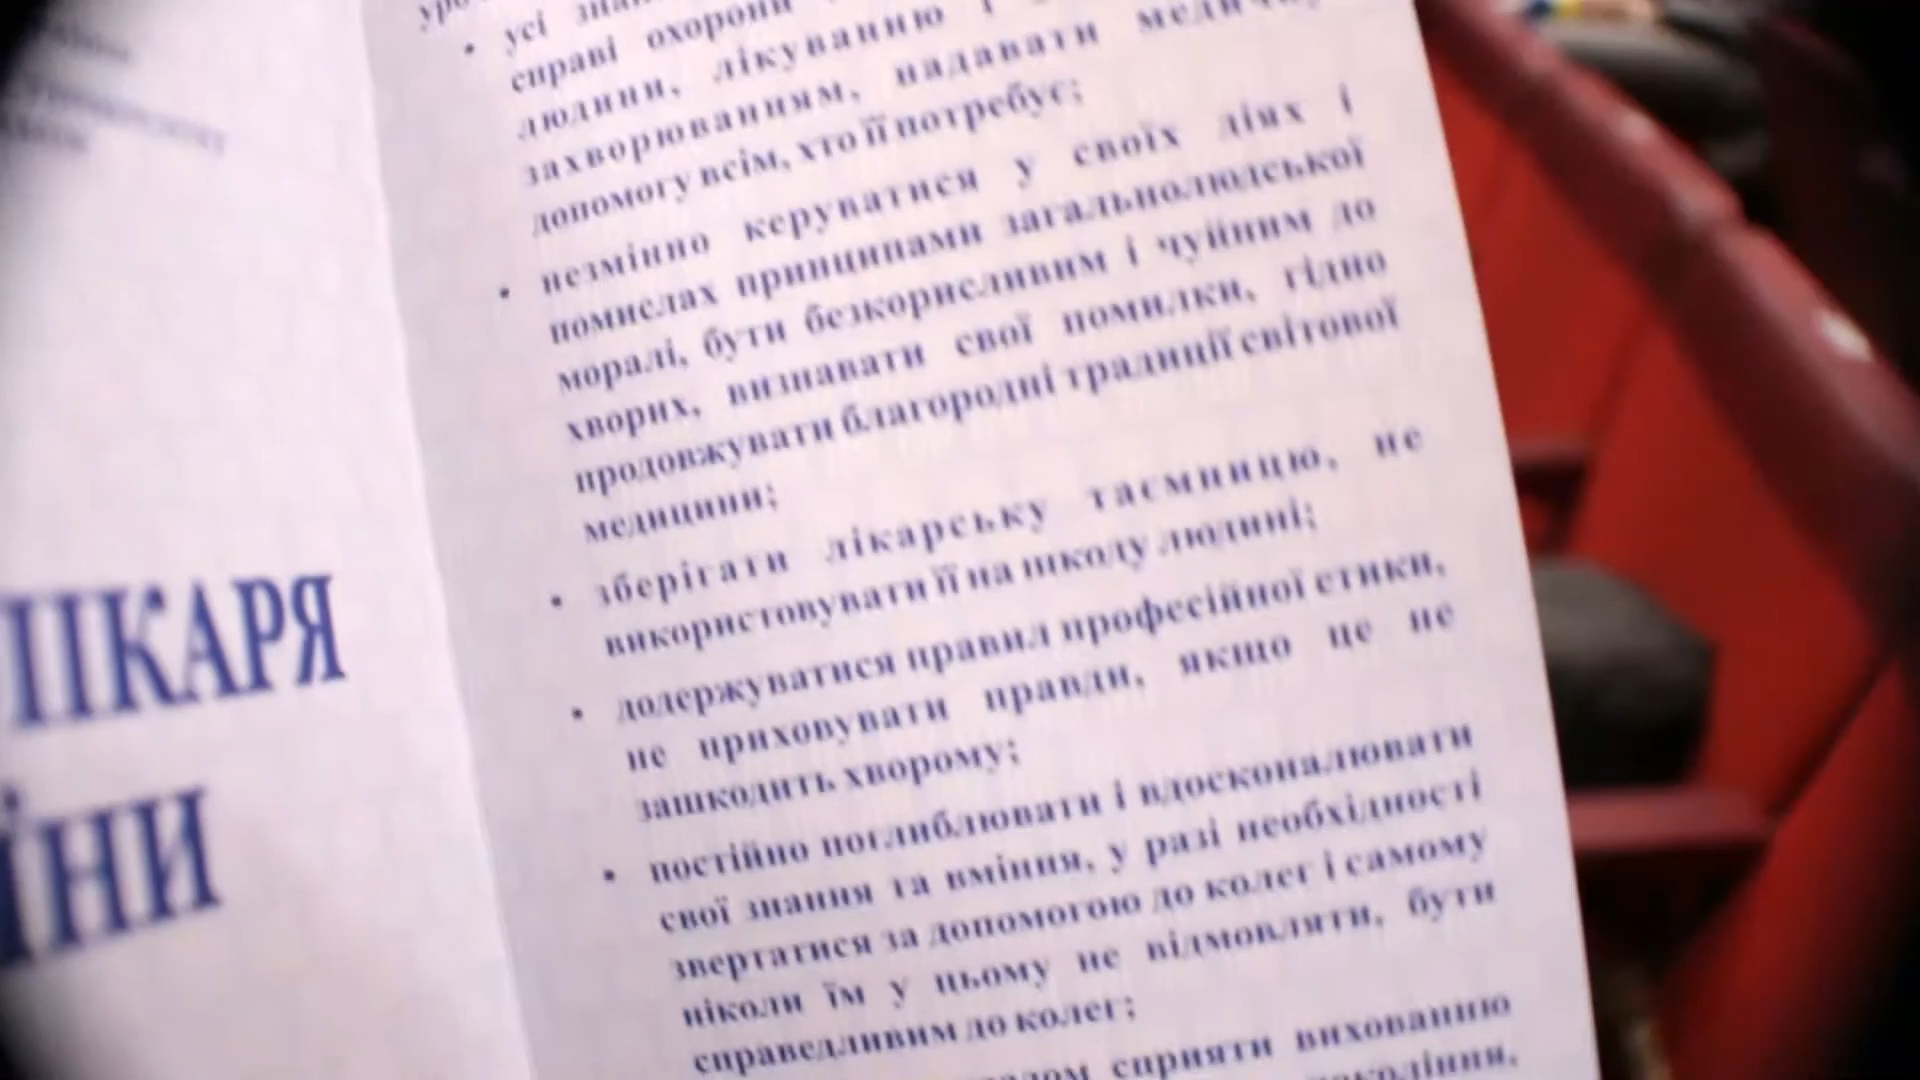 ЛІКАРЯ
ЇНИ
• усі
справі охорони
людини, лікуванню і
захворюванням, надавати медичну
допомогу всім, хто її потребує;
• незмінно керуватися у своїх діях і
помислах принципами загальнолюдської
моралі, бути безкорисливим і чуйним до
хворих, визнавати свої помилки, гідно
продовжувати благородні традиції світової
медицини;
• зберігати лікарську таємницю, не
використовувати її на шкоду людині;
• додержуватися правил професійної етики,
не приховувати правди, якщо це не
зашкодить хворому;
• постійно поглиблювати і вдосконалювати
свої знання та вміння, у разі необхідності
звертатися за допомогою до колег і самому
ніколи їм у цьому не відмовляти, бути
справедливим до колег;
сприяти вихованню